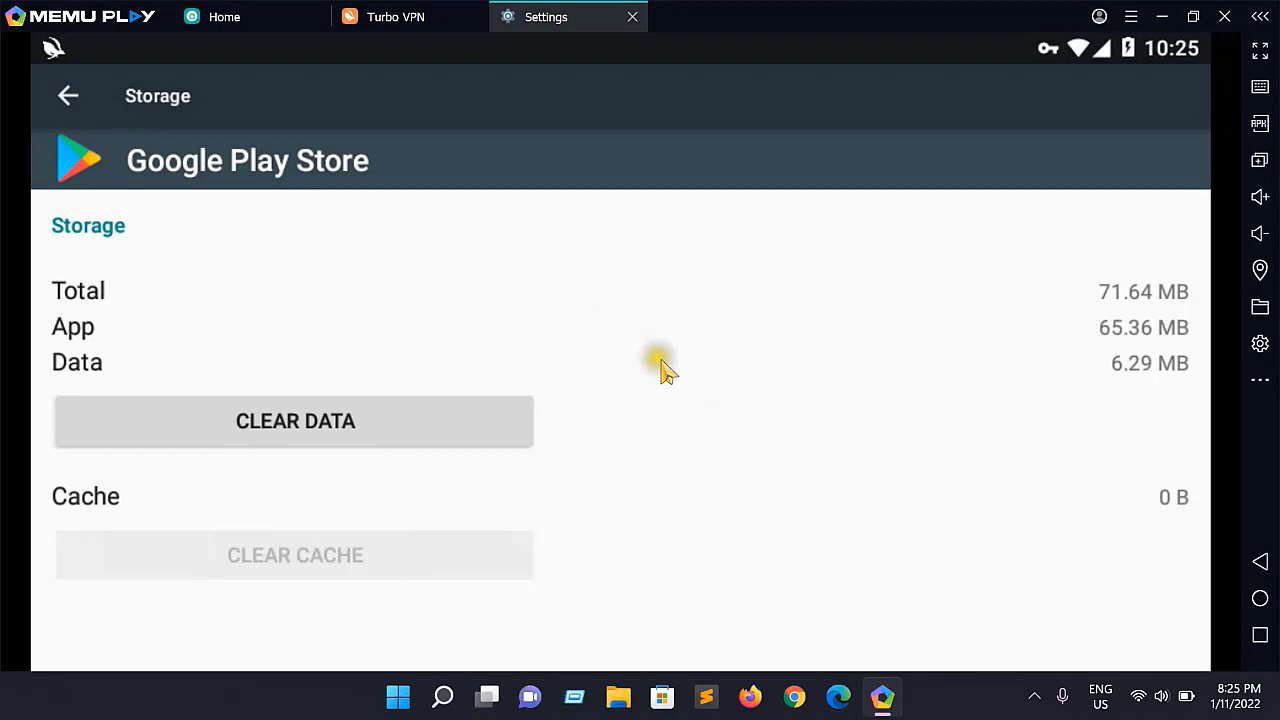 MEMU PLAY
Home
Turbo VPN
Settings
10:25
Storage
Google Play Store
Storage
Total
71.64 MB
App
65.36 MB
Data
6.29 MB
CLEAR DATA
Cache
0 B
CLEAR CACHE
APK
ENG
US
8:25 PM
1/11/2022